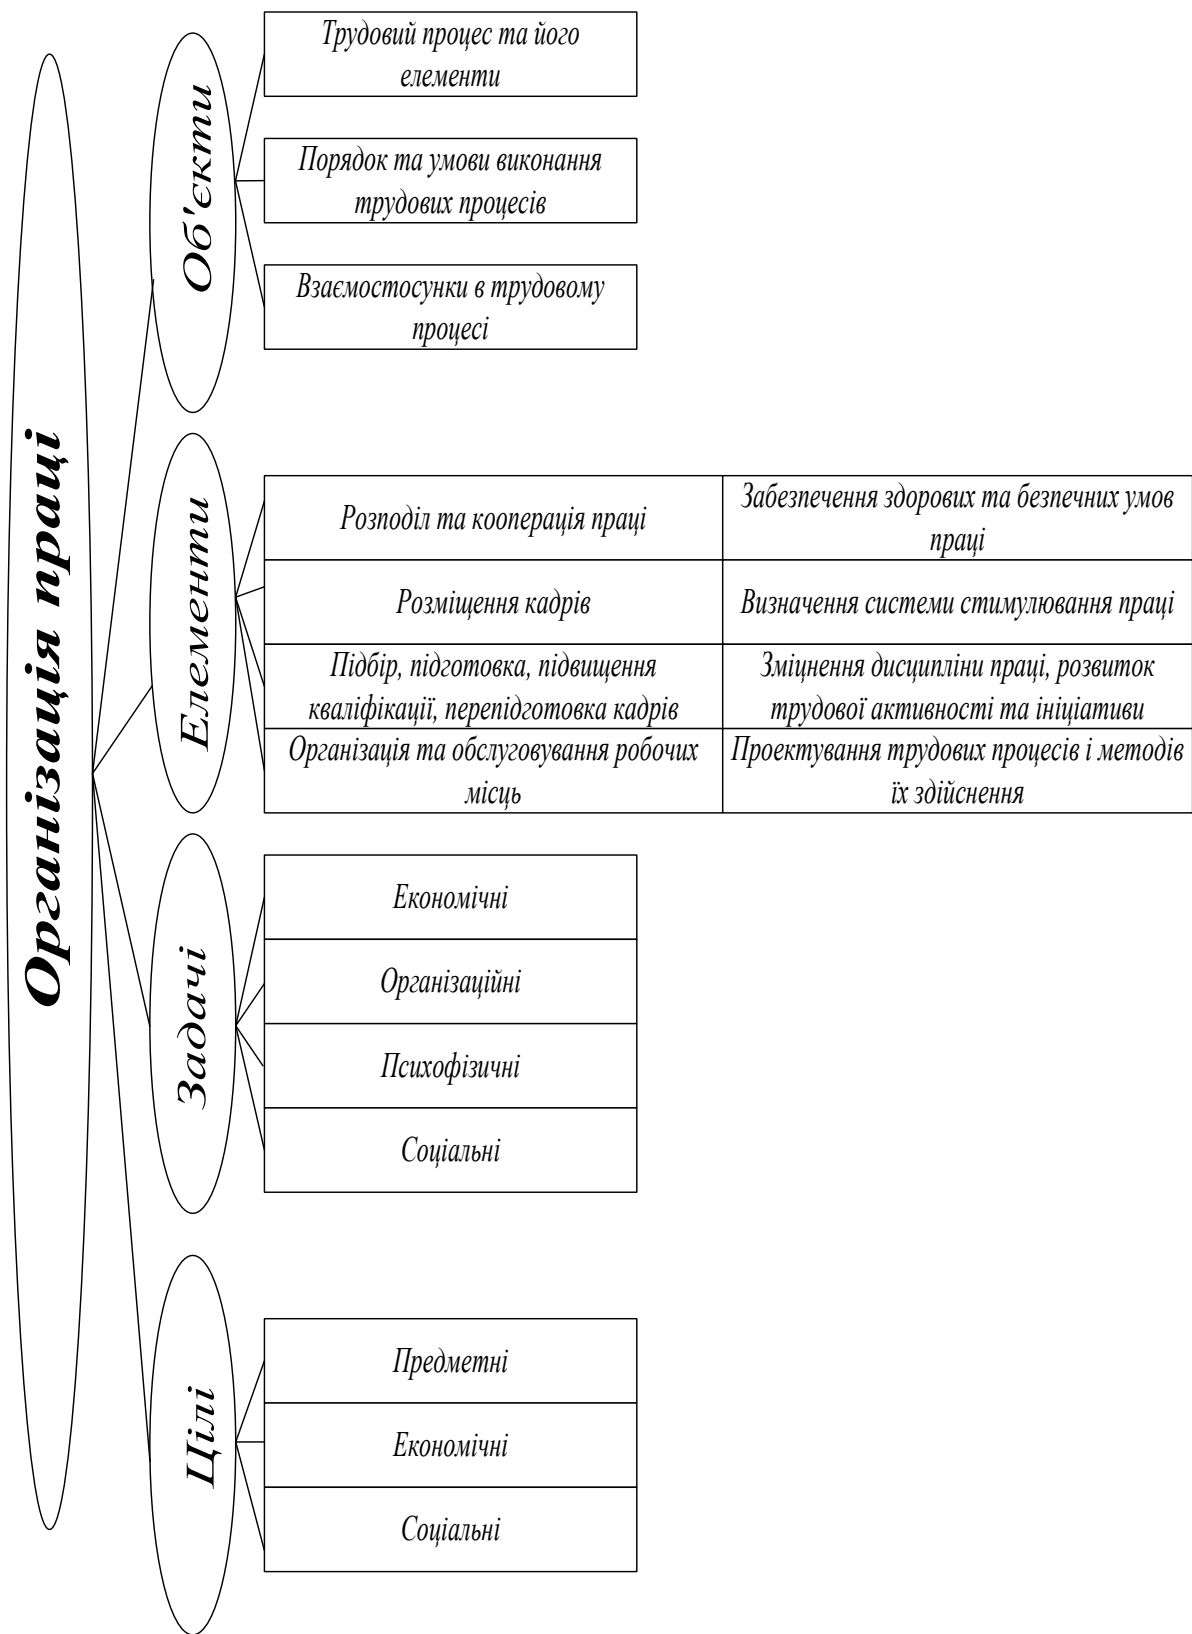 Організація праці
Об'єкти
Трудовий процес та його
елементи
Порядок та умови виконання
трудових процесів
Взаємостосунки в трудовому
процесі
Елементи
Розподіл та кооперація праці
Забезпечення здорових та безпечних умов
праці
Розміщення кадрів
Визначення системи стимулювання праці
Підбір, підготовка, підвищення
кваліфікації, перепідготовка кадрів
Зміцнення дисципліни праці, розвиток
трудової активності та ініціативи
Організація та обслуговування робочих
місць
Проектування трудових процесів і методів
їх здійснення
Задачі
Економічні
Організаційні
Психофізичні
Соціальні
Цілі
Предметні
Економічні
Соціальні